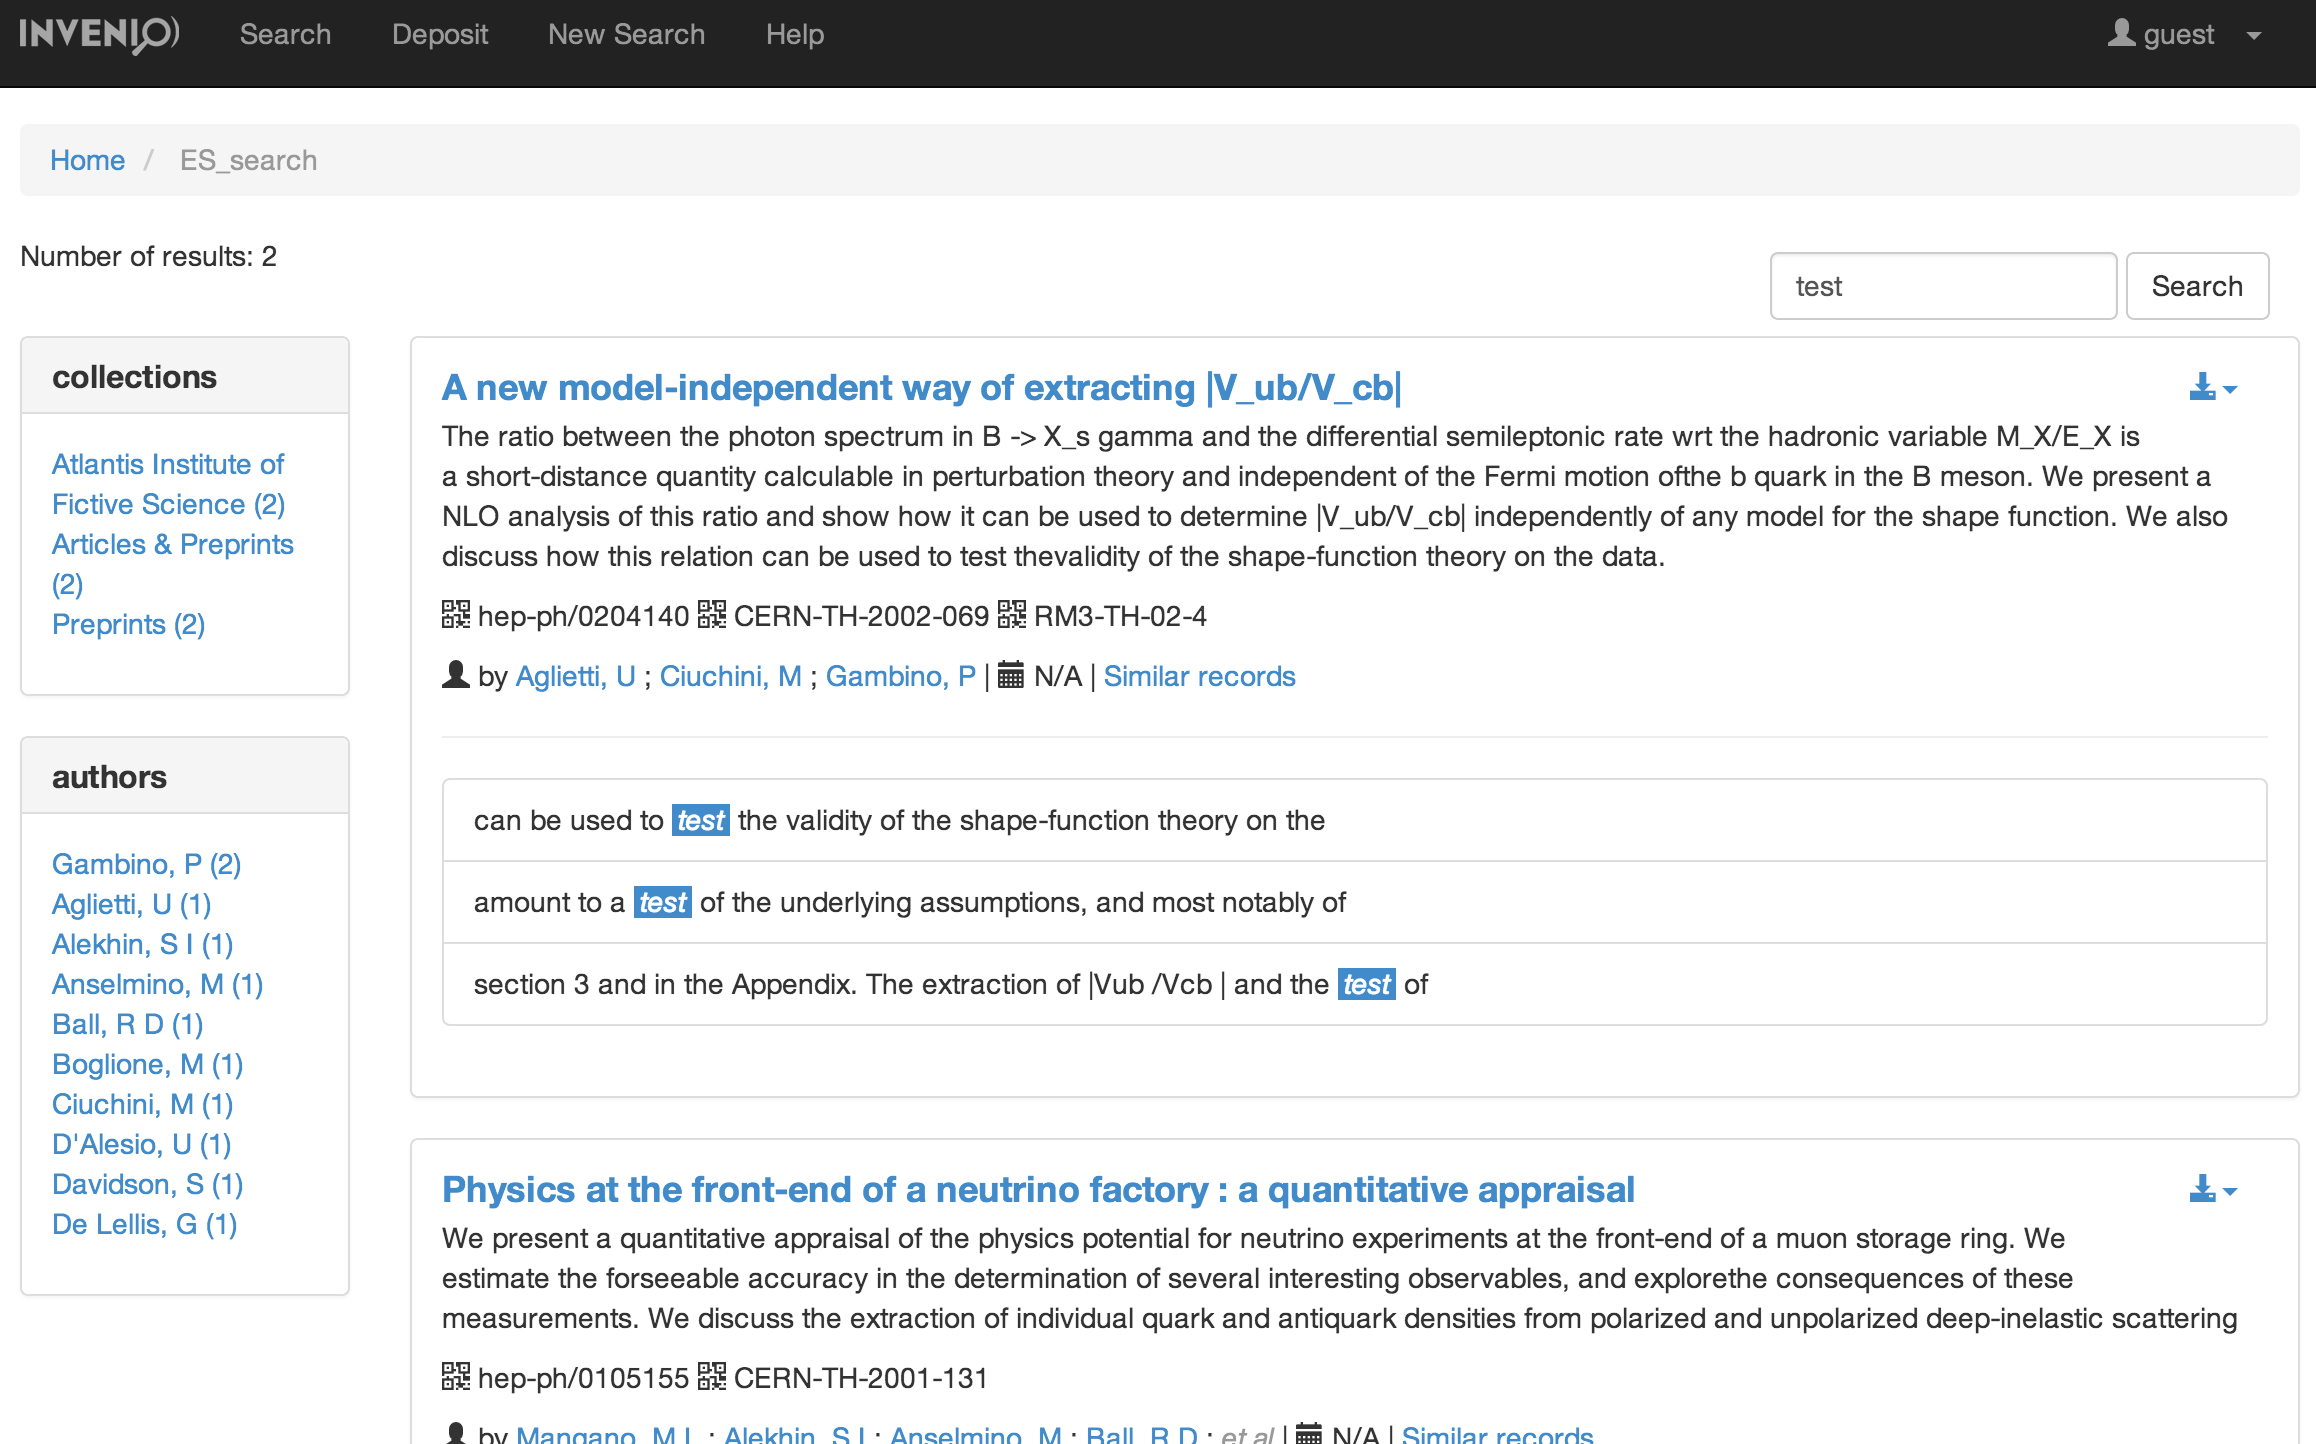 INVENIO Search Deposit New Search Help guest
Home / ES_search
Number of results: 2
test Search
collections
Atlantis Institute of
Fictive Science (2)
Articles & Preprints
(2)
Preprints (2)
authors
Gambino, P (2)
Aglietti, U (1)
Alekhin, S I (1)
Anselmino, M (1)
Ball, R D (1)
Boglione, M (1)
Ciuchini, M (1)
D'Alesio, U (1)
Davidson, S (1)
De Lellis, G (1)
A new model-independent way of extracting |V_ub/V_cb|
The ratio between the photon spectrum in B -> X_s gamma and the differential semileptonic rate wrt the hadronic variable M_X/E_X is
a short-distance quantity calculable in perturbation theory and independent of the Fermi motion ofthe b quark in the B meson. We present a
NLO analysis of this ratio and show how it can be used to determine |V_ub/V_cb| independently of any model for the shape function. We also
discuss how this relation can be used to test thevalidity of the shape-function theory on the data.
hep-ph/0204140 CERN-TH-2002-069 RM3-TH-02-4
by Aglietti, U ; Ciuchini, M ; Gambino, P | N/A | Similar records
can be used to test the validity of the shape-function theory on the
amount to a test of the underlying assumptions, and most notably of
section 3 and in the Appendix. The extraction of |Vub /Vcb | and the test of
Physics at the front-end of a neutrino factory : a quantitative appraisal
We present a quantitative appraisal of the physics potential for neutrino experiments at the front-end of a muon storage ring. We
estimate the forseeable accuracy in the determination of several interesting observables, and explorethe consequences of these
measurements. We discuss the extraction of individual quark and antiquark densities from polarized and unpolarized deep-inelastic scattering
hep-ph/0105155 CERN-TH-2001-131
by Mangano, M L ; Alekhin, S I ; Anselmino, M ; Ball, R D ; et al | N/A | Similar records